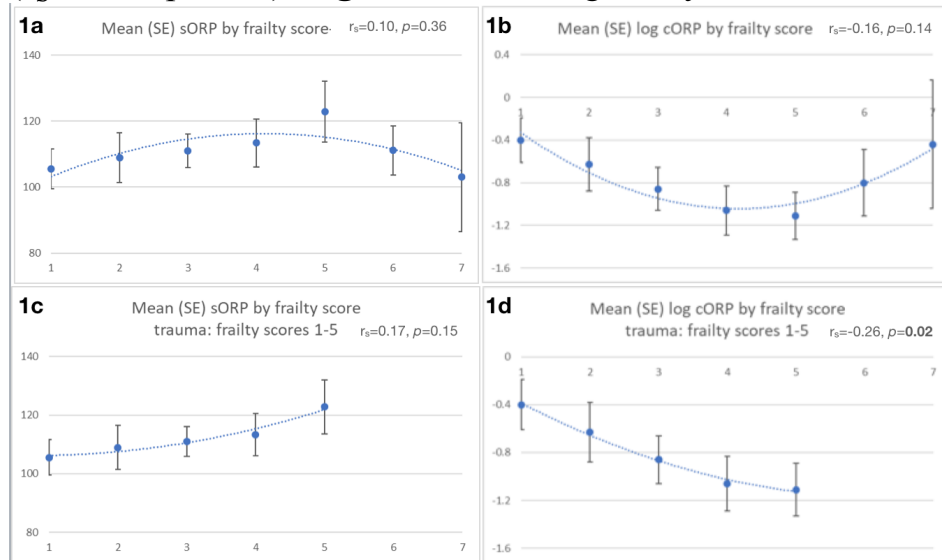 1a
Mean (SE) sORP by frailty score
rs=0.10, p=0.36
140
120
100
80
1 2 3 4 5 6 7
1b
Mean (SE) log cORP by frailty score
rs=-0.16, p=0.14
0.4
0
1 2 3 4 5 6 7
-0.4
-0.8
-1.2
-1.6
1c
Mean (SE) sORP by frailty score
trauma: frailty scores 1-5
rs=0.17, p=0.15
140
120
100
80
1 2 3 4 5 6 7
1d
Mean (SE) log cORP by frailty score
trauma: frailty scores 1-5
rs=-0.26, p=0.02
0
1 2 3 4 5 6 7
-0.4
-0.8
-1.2
-1.6